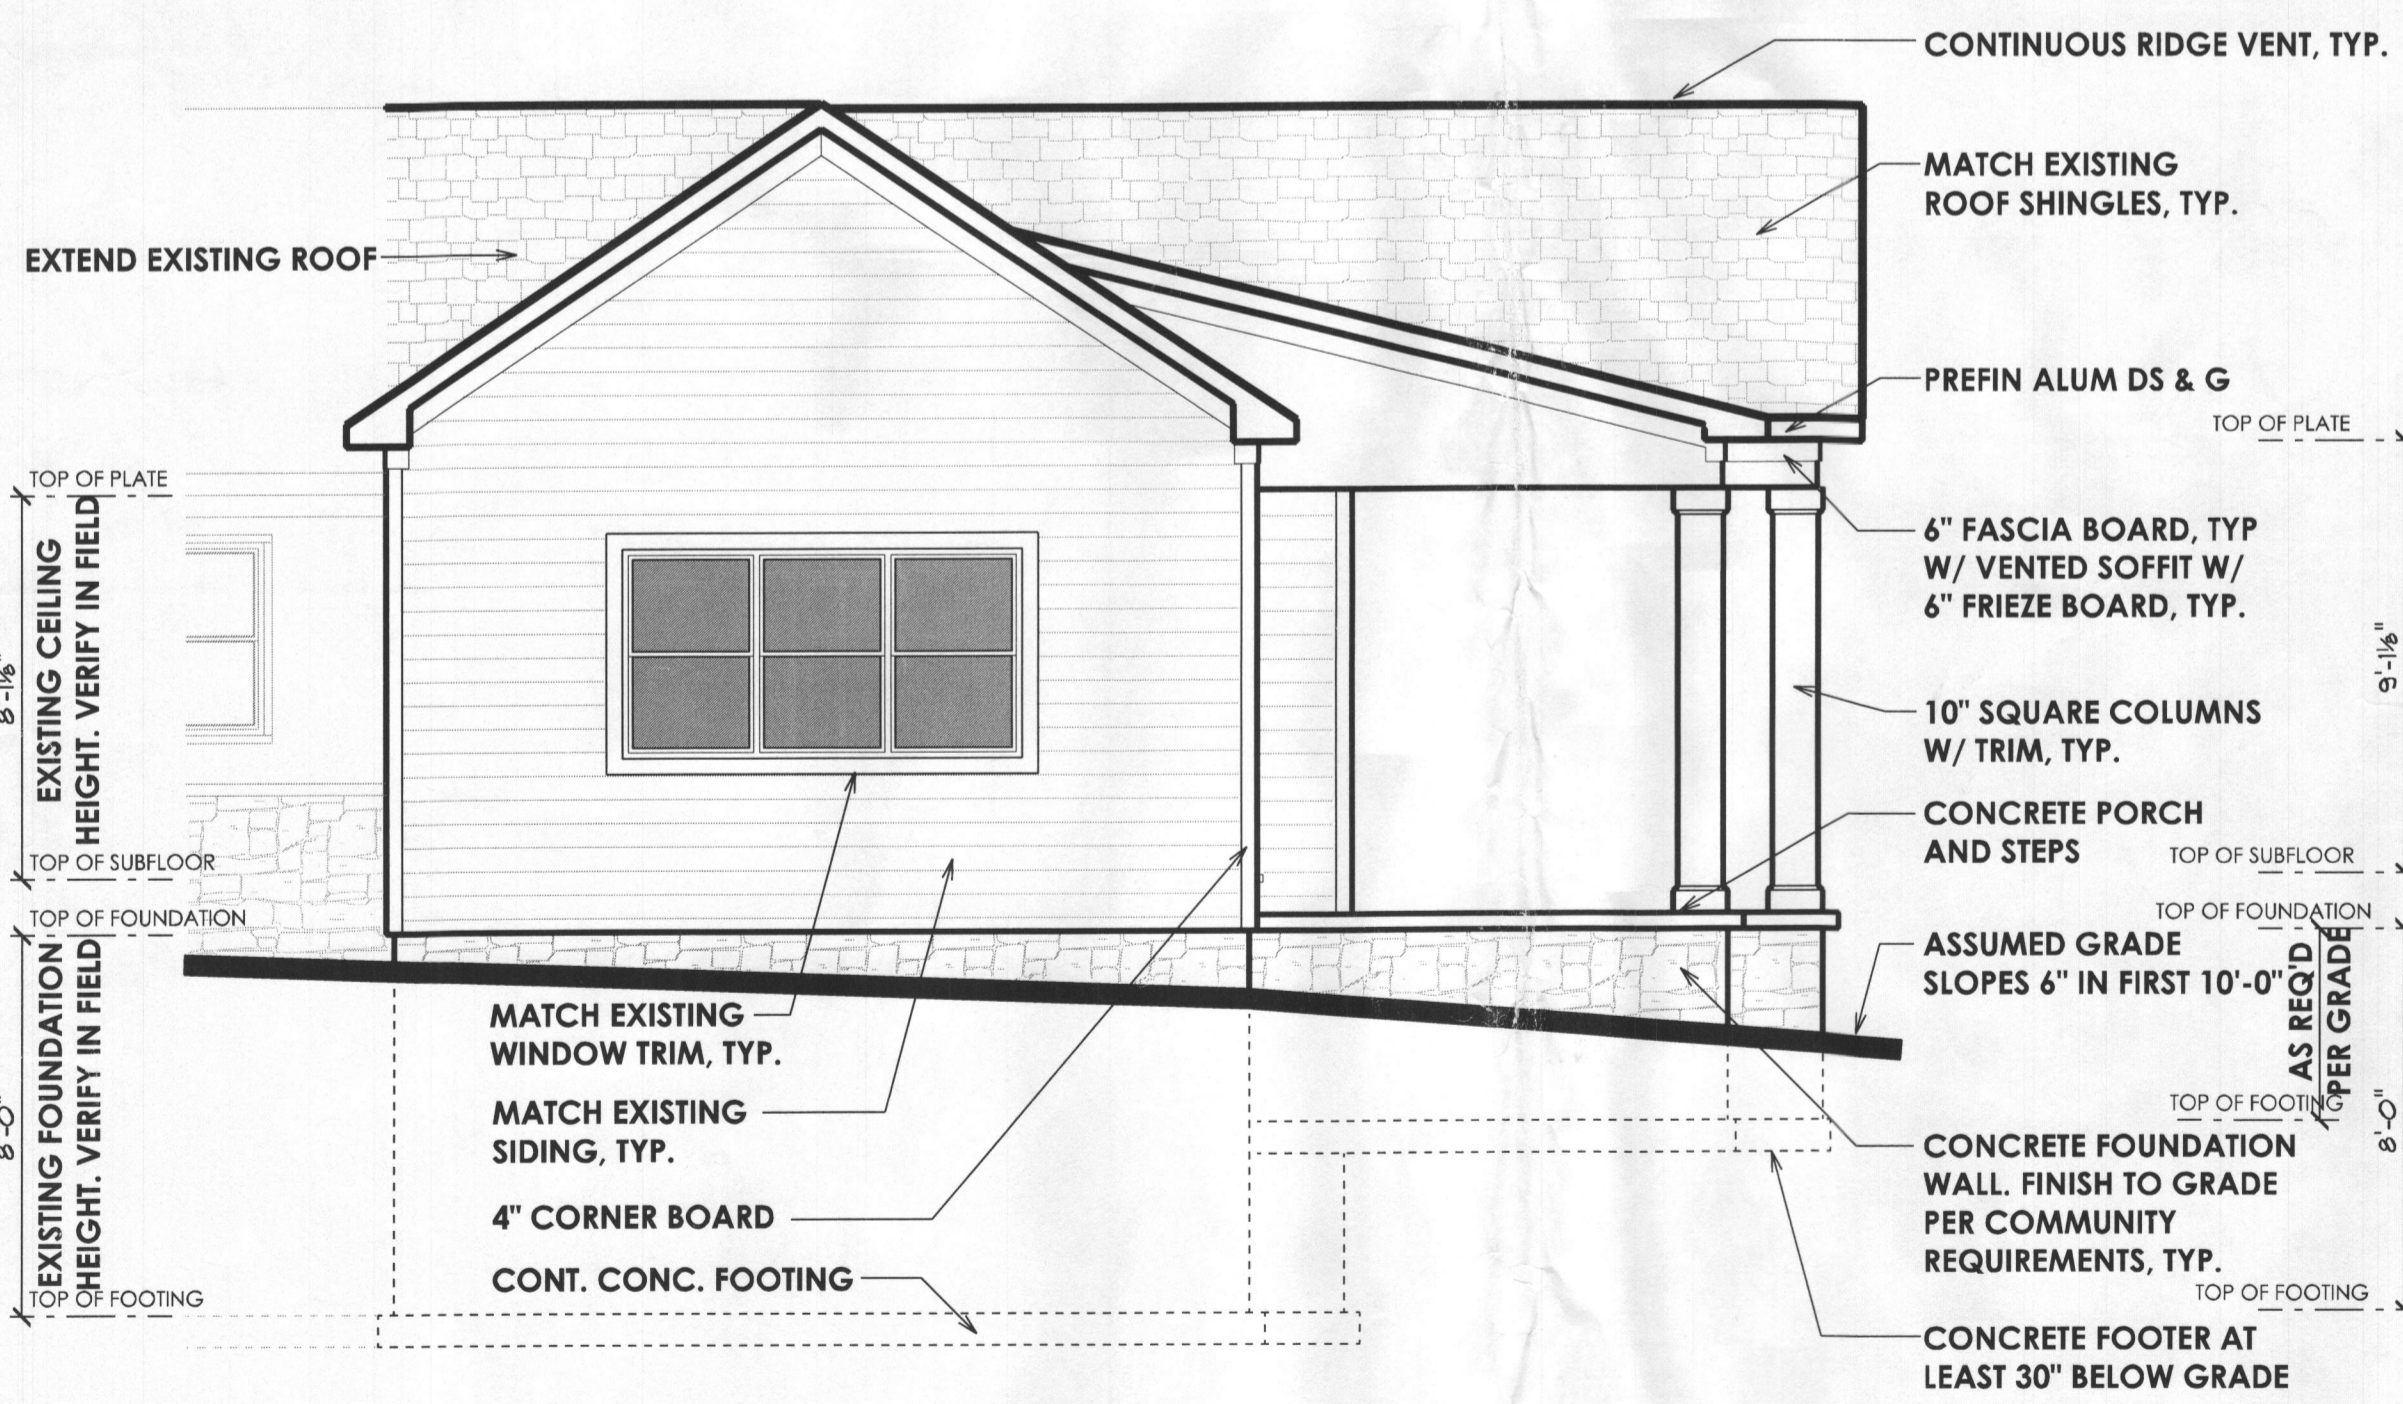 CONTINUOUS RIDGE VENT, TYP.
MATCH EXISTING
ROOF SHINGLES, TYP.
EXTEND EXISTING ROOF
PREFIN ALUM DS & G
TOP OF PLATE
TOP OF PLATE
6" FASCIA BOARD, TYP
W/ VENTED SOFFIT W/
6" FRIEZE BOARD, TYP.
8'-1⅛"
EXISTING CEILING
HEIGHT. VERIFY IN FIELD
9'-1⅛"
10" SQUARE COLUMNS
W/ TRIM, TYP.
CONCRETE PORCH
AND STEPS
TOP OF SUBFLOOR
TOP OF SUBFLOOR
TOP OF FOUNDATION
TOP OF FOUNDATION
ASSUMED GRADE
SLOPES 6" IN FIRST 10'-0"
AS REQ'D
PER GRADE
8'-0"
EXISTING FOUNDATION
HEIGHT. VERIFY IN FIELD
MATCH EXISTING
WINDOW TRIM, TYP.
MATCH EXISTING
SIDING, TYP.
4" CORNER BOARD
CONT. CONC. FOOTING
TOP OF FOOTING
TOP OF FOOTING
8'-0"
CONCRETE FOUNDATION
WALL. FINISH TO GRADE
PER COMMUNITY
REQUIREMENTS, TYP.
TOP OF FOOTING
CONCRETE FOOTER AT
LEAST 30" BELOW GRADE